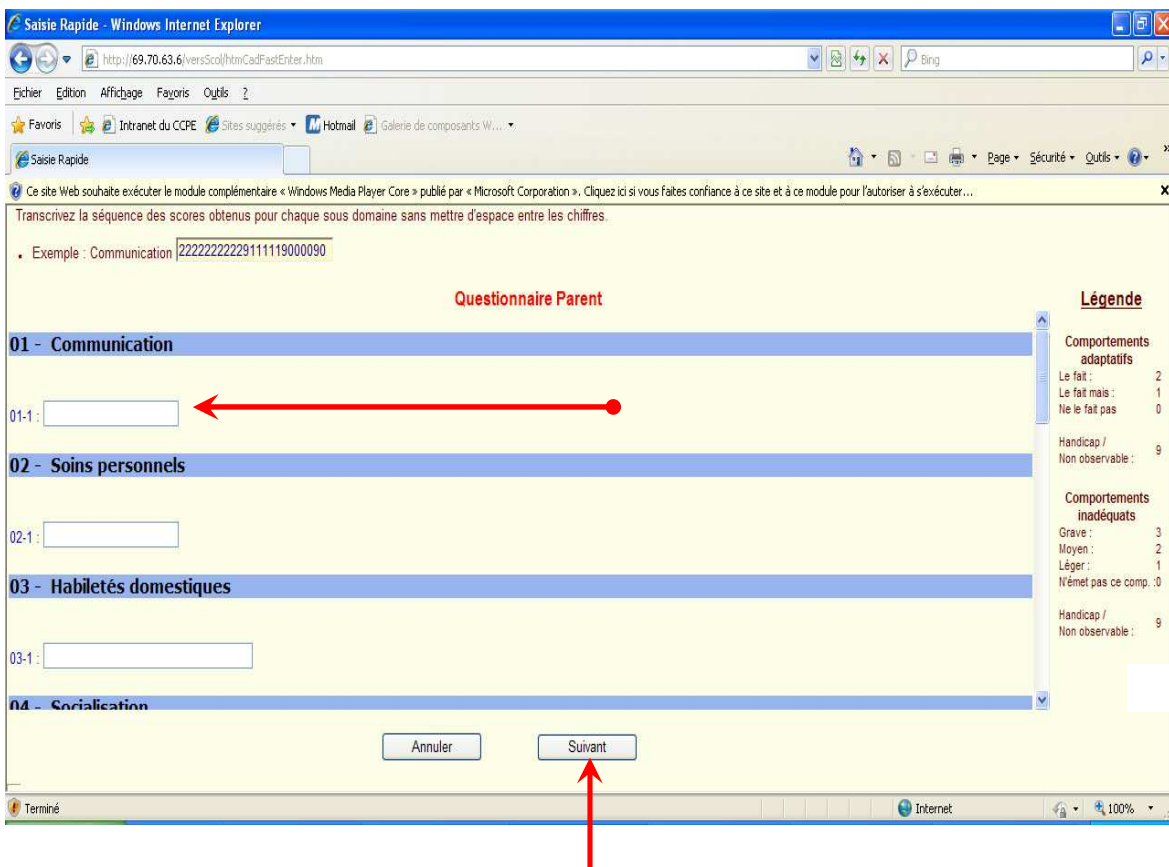 Saisie Rapide - Windows Internet Explorer
http://69.70.63.6/versScol/htmCadFastEnter.htm
Bing
Fichier Edition Affichage Favoris Outils ?
Favoris Intranet du CCPE Sites suggérés Hotmail Galerie de composants W...
Saisie Rapide
Page Sécurité Outils »
Ce site Web souhaite exécuter le module complémentaire « Windows Media Player Core » publié par « Microsoft Corporation ». Cliquez ici si vous faites confiance à ce site et à ce module pour l'autoriser à s'exécuter...
Transcrivez la séquence des scores obtenus pour chaque sous domaine sans mettre d'espace entre les chiffres.
• Exemple : Communication 22222222229111119000090
Questionnaire Parent
01 - Communication
01-1 :
02 - Soins personnels
02-1 :
03 - Habiletés domestiques
03-1 :
04 - Socialisation
Légende
Comportements
adaptatifs
Le fait : 2
Le fait mais : 1
Ne le fait pas 0
Handicap /
Non observable : 9
Comportements
inadéquats
Grave : 3
Moyen : 2
Léger : 1
N'émet pas ce comp. :0
Handicap /
Non observable : 9
Annuler Suivant
Terminé Internet 100%